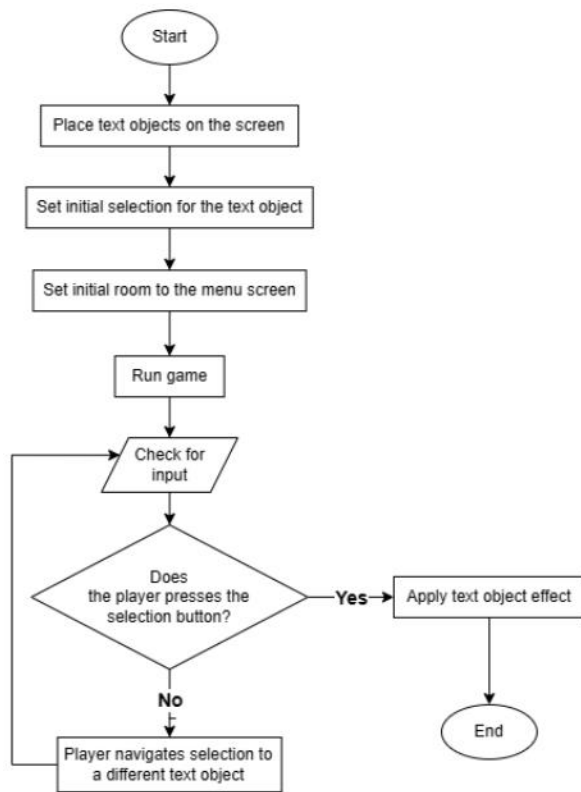 Start
Place text objects on the screen
Set initial selection for the text object
Set initial room to the menu screen
Run game
Check for
input
Does
the player presses the
selection button?
Yes
Apply text object effect
No
End
Player navigates selection to
a different text object